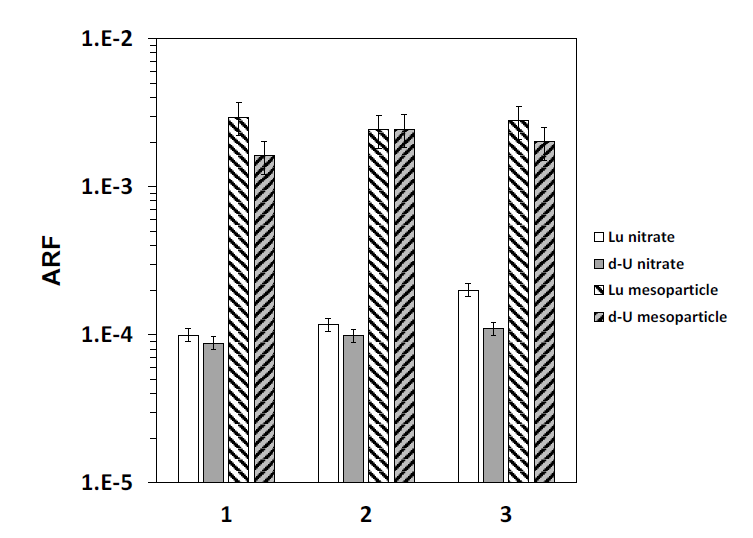 1.E-2
1.E-3
1.E-4
1.E-5
ARF
1 2 3
Lu nitrate
d-U nitrate
Lu mesoparticle
d-U mesoparticle